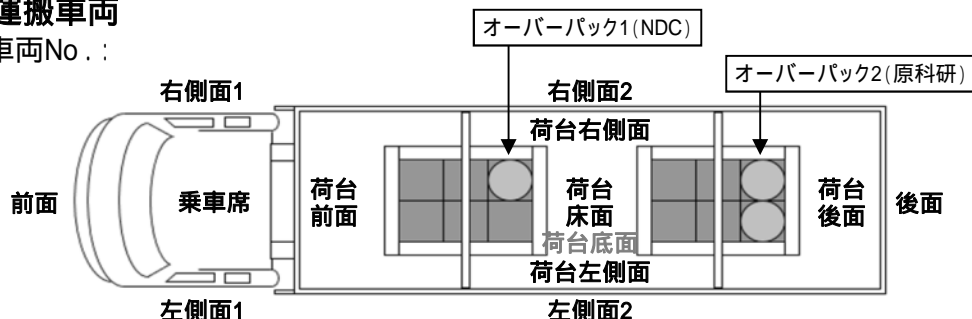 運搬車両
車両No.:
オーバーパック1(NDC)
オーバーパック2(原科研)
右側面1
右側面2
荷台右側面
前面
乗車席
荷台
前面
荷台
床面
荷台底面
荷台
後面
後面
荷台左側面
左側面1
左側面2